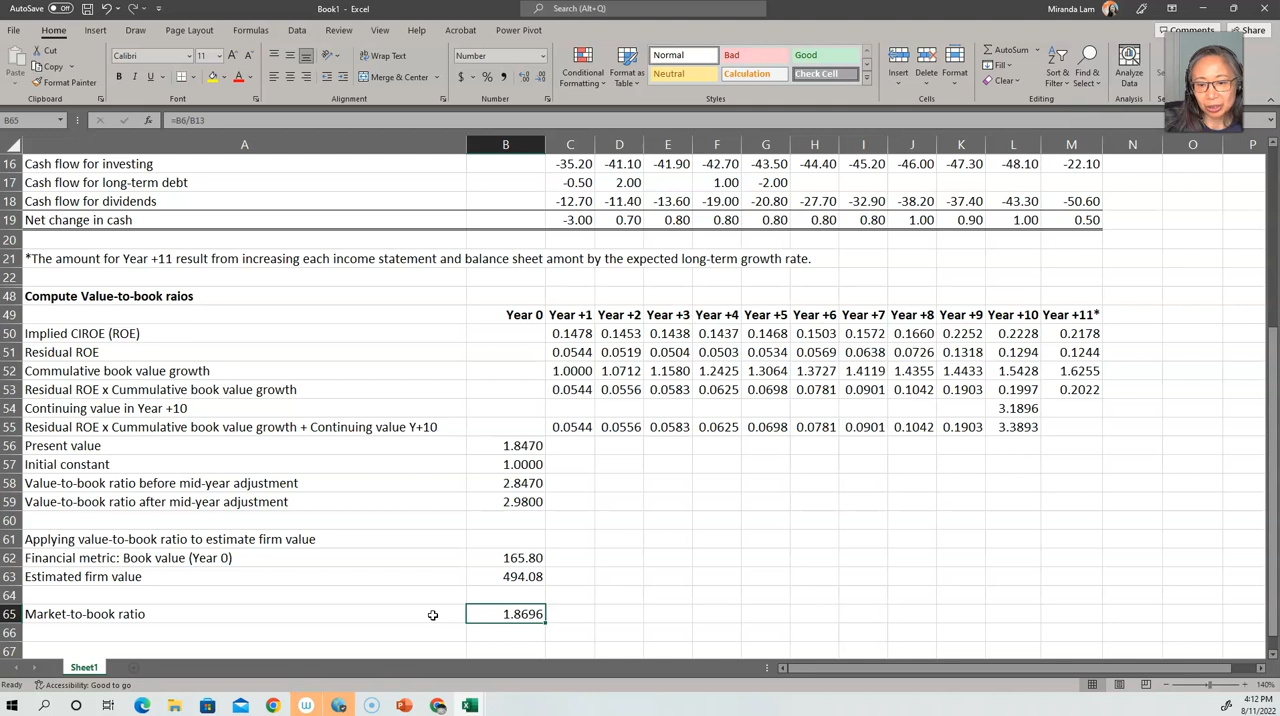 AutoSave Off Book1 - Excel Search (Alt+Q) Miranda Lam
File Home Insert Draw Page Layout Formulas Data Review View Help Acrobat Power Pivot Comments Share
Paste Cut Copy Format Painter Clipboard
Calibri 11 B I U Font
Wrap Text Merge & Center Alignment
Number $ % Number
Conditional Formatting Format as Table Normal Bad Good Neutral Calculation Check Cell Styles
Insert Delete Format Cells
AutoSum Fill Clear Sort & Filter Find & Select Editing
Analyze Data Analysis
B65 fx =B6/B13
A B C D E F G H I J K L M N O P
16 Cash flow for investing -35.20 -41.10 -41.90 -42.70 -43.50 -44.40 -45.20 -46.00 -47.30 -48.10 -22.10
17 Cash flow for long-term debt -0.50 2.00 1.00 -2.00
18 Cash flow for dividends -12.70 -11.40 -13.60 -19.00 -20.80 -27.70 -32.90 -38.20 -37.40 -43.30 -50.60
19 Net change in cash -3.00 0.70 0.80 0.80 0.80 0.80 0.80 1.00 0.90 1.00 0.50
20
21 *The amount for Year +11 result from increasing each income statement and balance sheet amont by the expected long-term growth rate.
22
48 Compute Value-to-book raios
49 Year 0 Year +1 Year +2 Year +3 Year +4 Year +5 Year +6 Year +7 Year +8 Year +9 Year +10 Year +11*
50 Implied CIROE (ROE) 0.1478 0.1453 0.1438 0.1437 0.1468 0.1503 0.1572 0.1660 0.2252 0.2228 0.2178
51 Residual ROE 0.0544 0.0519 0.0504 0.0503 0.0534 0.0569 0.0638 0.0726 0.1318 0.1294 0.1244
52 Commulative book value growth 1.0000 1.0712 1.1580 1.2425 1.3064 1.3727 1.4119 1.4355 1.4433 1.5428 1.6255
53 Residual ROE x Cummulative book value growth 0.0544 0.0556 0.0583 0.0625 0.0698 0.0781 0.0901 0.1042 0.1903 0.1997 0.2022
54 Continuing value in Year +10 3.1896
55 Residual ROE x Cummulative book value growth + Continuing value Y+10 0.0544 0.0556 0.0583 0.0625 0.0698 0.0781 0.0901 0.1042 0.1903 3.3893
56 Present value 1.8470
57 Initial constant 1.0000
58 Value-to-book ratio before mid-year adjustment 2.8470
59 Value-to-book ratio after mid-year adjustment 2.9800
60
61 Applying value-to-book ratio to estimate firm value
62 Financial metric: Book value (Year 0) 165.80
63 Estimated firm value 494.08
64
65 Market-to-book ratio 1.8696
66
67
Sheet1
Ready Accessibility: Good to go 140%
4:12 PM
8/11/2022